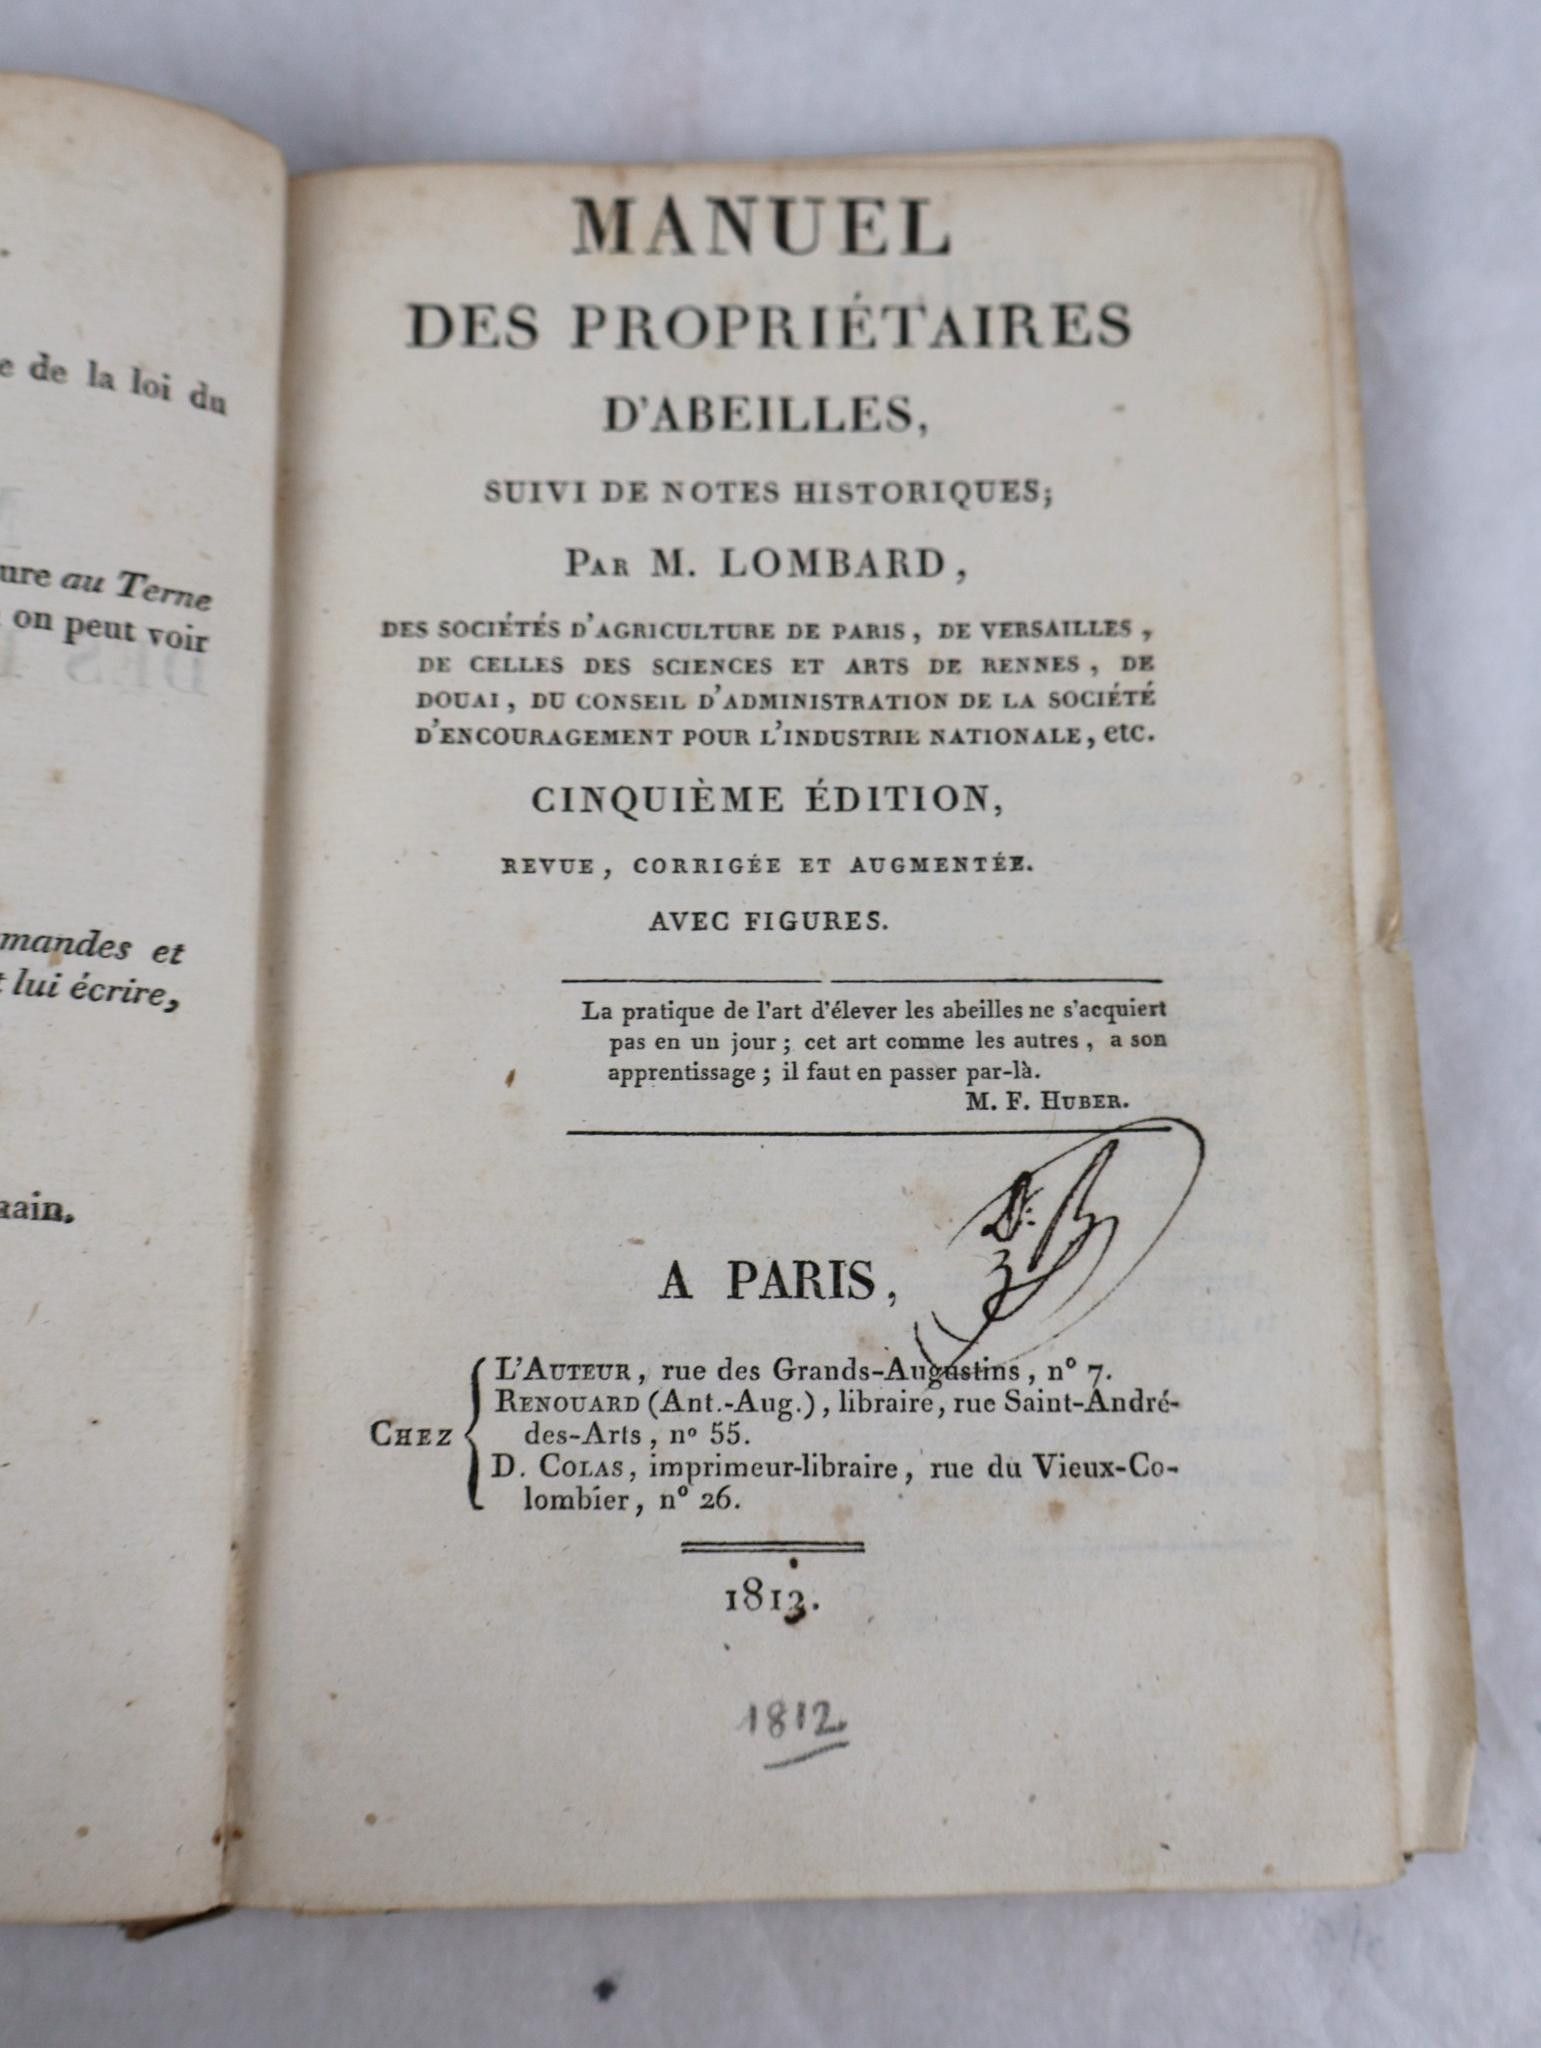 e de la loi du
ure au Terne
on peut voir
mandes et
t lui écrire,
main.
MANUEL
DES PROPRIÉTAIRES
D'ABEILLES,
SUIVI DE NOTES HISTORIQUES;
PAR M. LOMBARD,
DES SOCIÉTÉS D'AGRICULTURE DE PARIS, DE VERSAILLES,
DE CELLES DES SCIENCES ET ARTS DE RENNES, DE
DOUAI, DU CONSEIL D'ADMINISTRATION DE LA SOCIÉTÉ
D'ENCOURAGEMENT POUR L'INDUSTRIE NATIONALE, etc.
CINQUIÈME ÉDITION,
REVUE, CORRIGÉE ET AUGMENTÉE.
AVEC FIGURES.
La pratique de l'art d'élever les abeilles ne s'acquiert
pas en un jour; cet art comme les autres, a son
apprentissage; il faut en passer par-là.
M. F. HUBER.
A PARIS,
CHEZ
L'AUTEUR, rue des Grands-Augustins, n° 7.
RENOUARD (Ant.-Aug.), libraire, rue Saint-André-
des-Arts, n° 55.
D. COLAS, imprimeur-libraire, rue du Vieux-Co-
lombier, n° 26.
1812.
1812